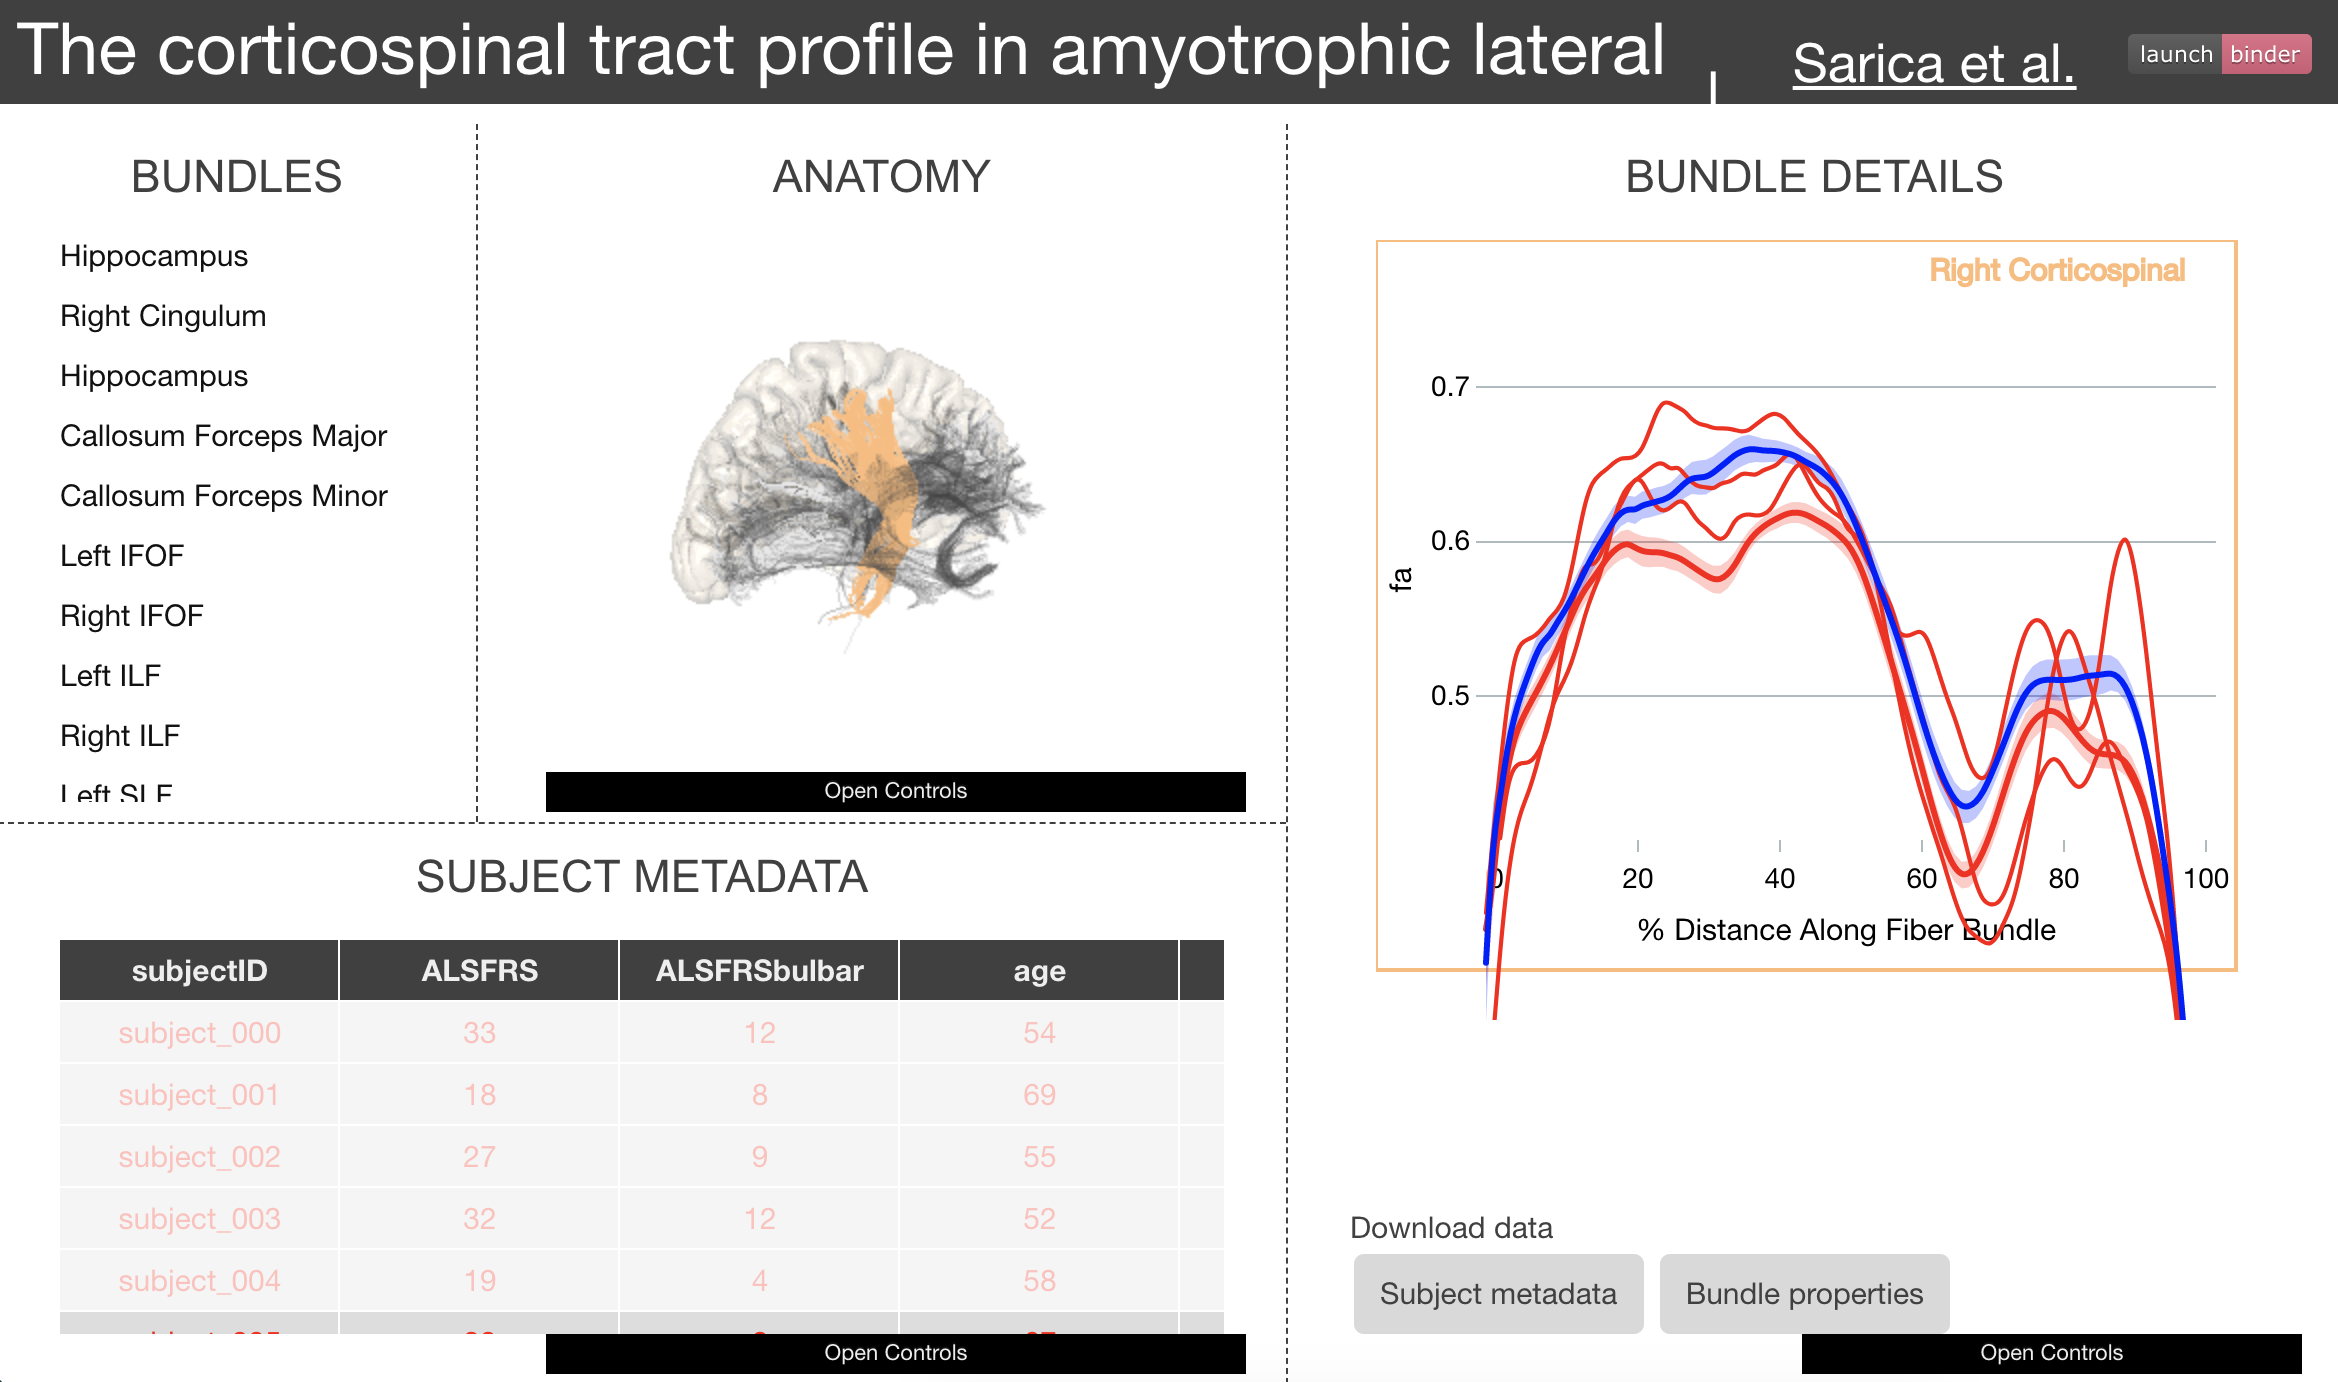 The corticospinal tract profile in amyotrophic lateral
Sarica et al.
launch binder
BUNDLES
Hippocampus
Right Cingulum
Hippocampus
Callosum Forceps Major
Callosum Forceps Minor
Left IFOF
Right IFOF
Left ILF
Right ILF
Left SLF
ANATOMY
Open Controls
SUBJECT METADATA
subjectID ALSFRS ALSFRSbulbar age
subject_000 33 12 54
subject_001 18 8 69
subject_002 27 9 55
subject_003 32 12 52
subject_004 19 4 58
Open Controls
BUNDLE DETAILS
Right Corticospinal
0.7
0.6
0.5
fa
0 20 40 60 80 100
% Distance Along Fiber Bundle
Download data
Subject metadata Bundle properties
Open Controls